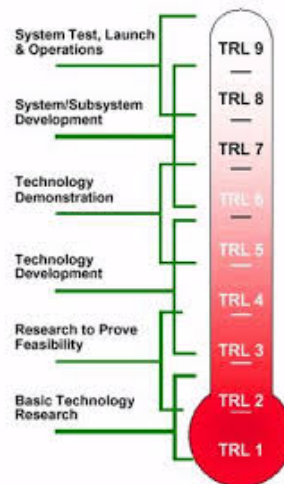 System Test, Launch
& Operations
System/Subsystem
Development
Technology
Demonstration
Technology
Development
Research to Prove
Feasibility
Basic Technology
Research
TRL 9
TRL 8
TRL 7
TRL 6
TRL 5
TRL 4
TRL 3
TRL 2
TRL 1